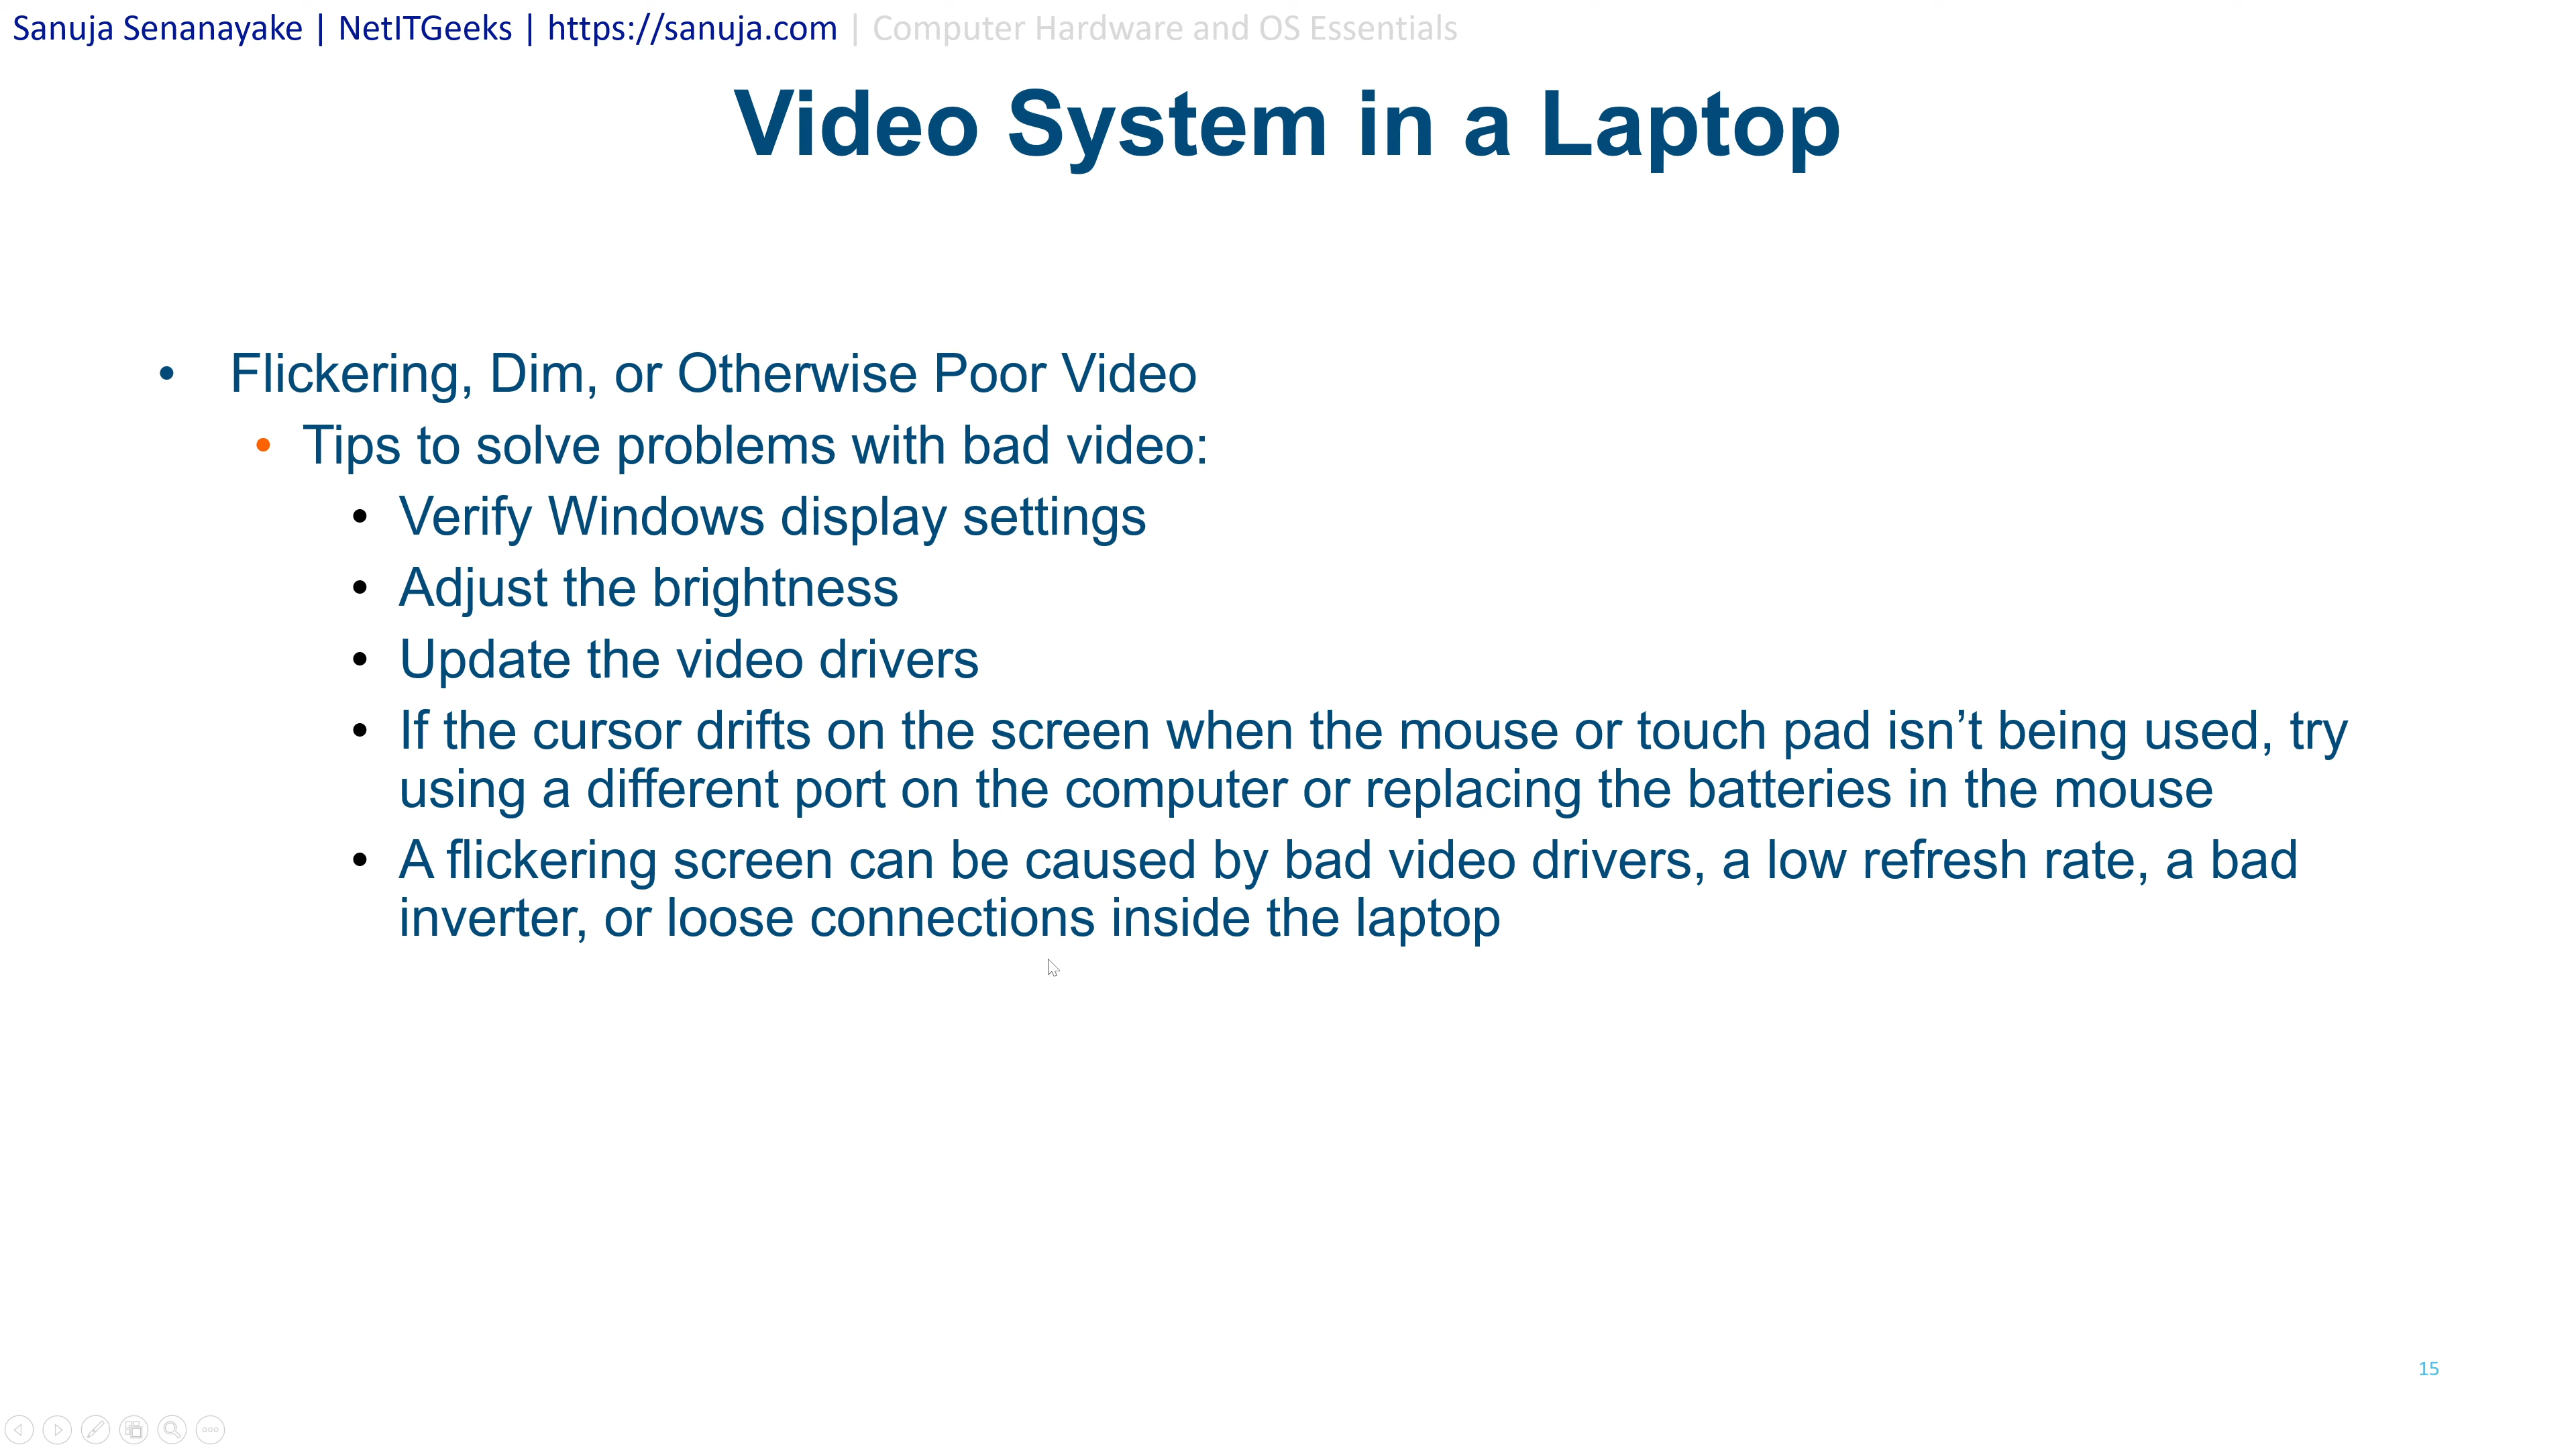 Sanuja Senanayake | NetITGeeks | https://sanuja.com | Computer Hardware and OS Essentials
Video System in a Laptop
• Flickering, Dim, or Otherwise Poor Video
• Tips to solve problems with bad video:
• Verify Windows display settings
• Adjust the brightness
• Update the video drivers
• If the cursor drifts on the screen when the mouse or touch pad isn’t being used, try
using a different port on the computer or replacing the batteries in the mouse
• A flickering screen can be caused by bad video drivers, a low refresh rate, a bad
inverter, or loose connections inside the laptop
15